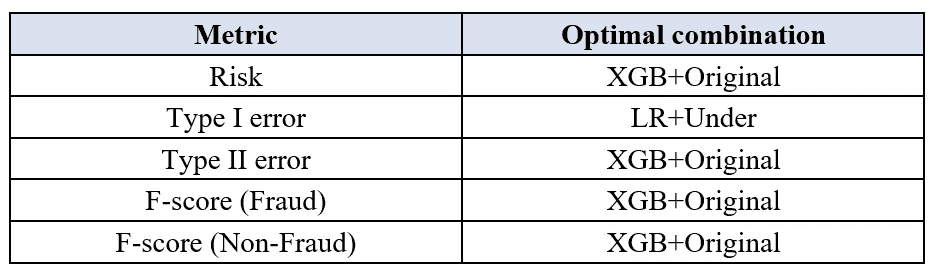 Metric Optimal combination
Risk XGB+Original
Type I error LR+Under
Type II error XGB+Original
F-score (Fraud) XGB+Original
F-score (Non-Fraud) XGB+Original